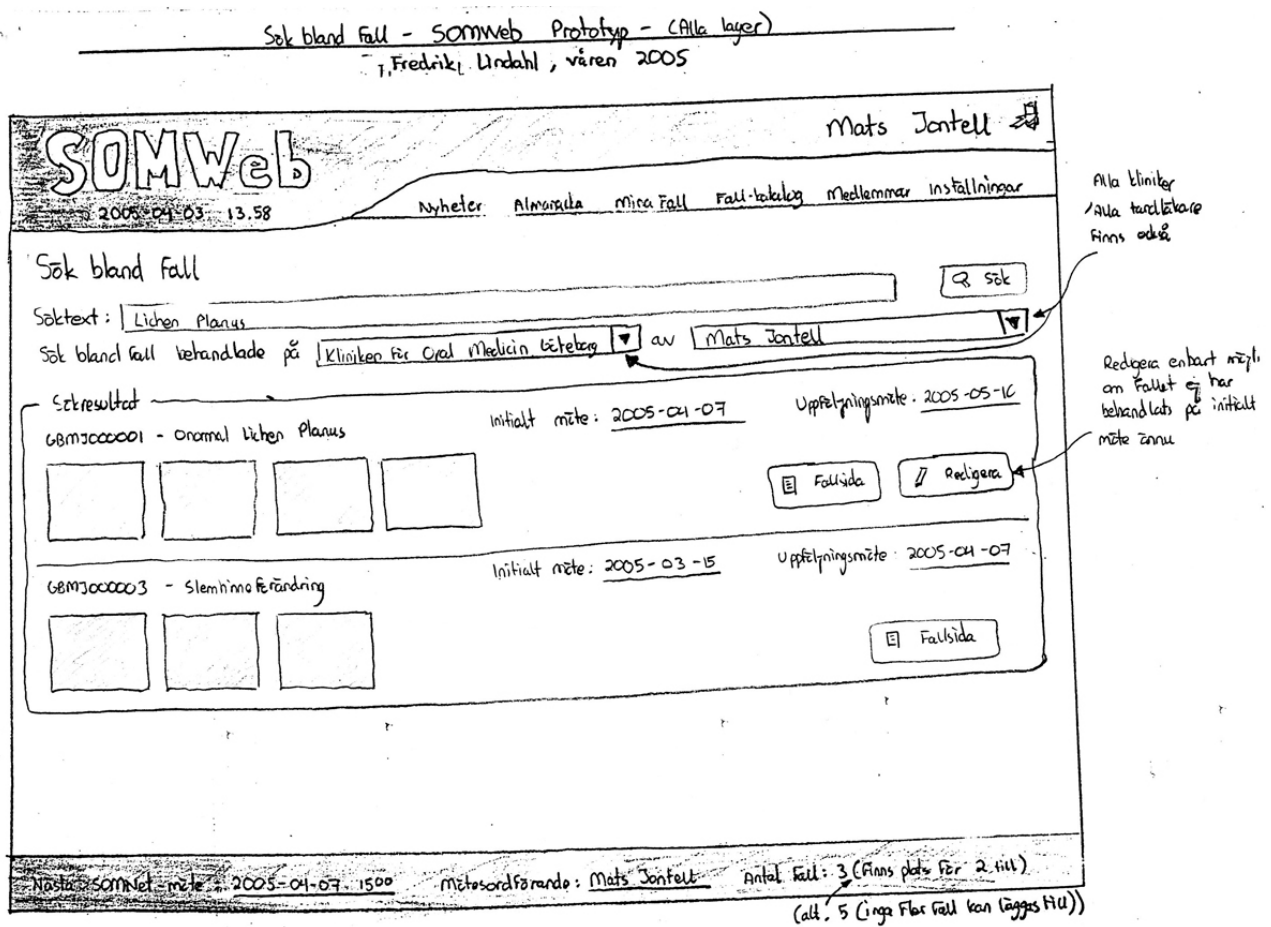 Sök bland Fall - SOMWeb Prototyp - (Alla lager)
Fredrik Lindahl, våren 2005
SOMWeb
Mats Jontell
2005-04-03 13.58
Nyheter Almanacka Mina Fall Fall-katalog Medlemmar Inställningar
Alla kliniker
/Alla tandläkare
Finns också
Sök bland Fall
Söktext: Lichen Planus
Sök
Sök bland Fall behandlade på Kliniken För Oral Medicin Göteborg av Mats Jontell
Redigera enbart möjl.
om Fallet ej har
behandlats på initialt
möte ännu
Sökresultat
GBMJ000001 - Onormal Lichen Planus
Initialt möte: 2005-04-07
Uppföljningsmöte: 2005-05-10
Fallsida
Redigera
GBMJ000003 - Slemhinneförändring
Initialt möte: 2005-03-15
Uppföljningsmöte: 2005-04-07
Fallsida
Nästa SOMNet-möte: 2005-04-07 1500 Mötesordförande: Mats Jontell Antal Fall: 3 (Finns plats För 2 till)
(alt. 5 (inga Fler Fall kan läggas till))